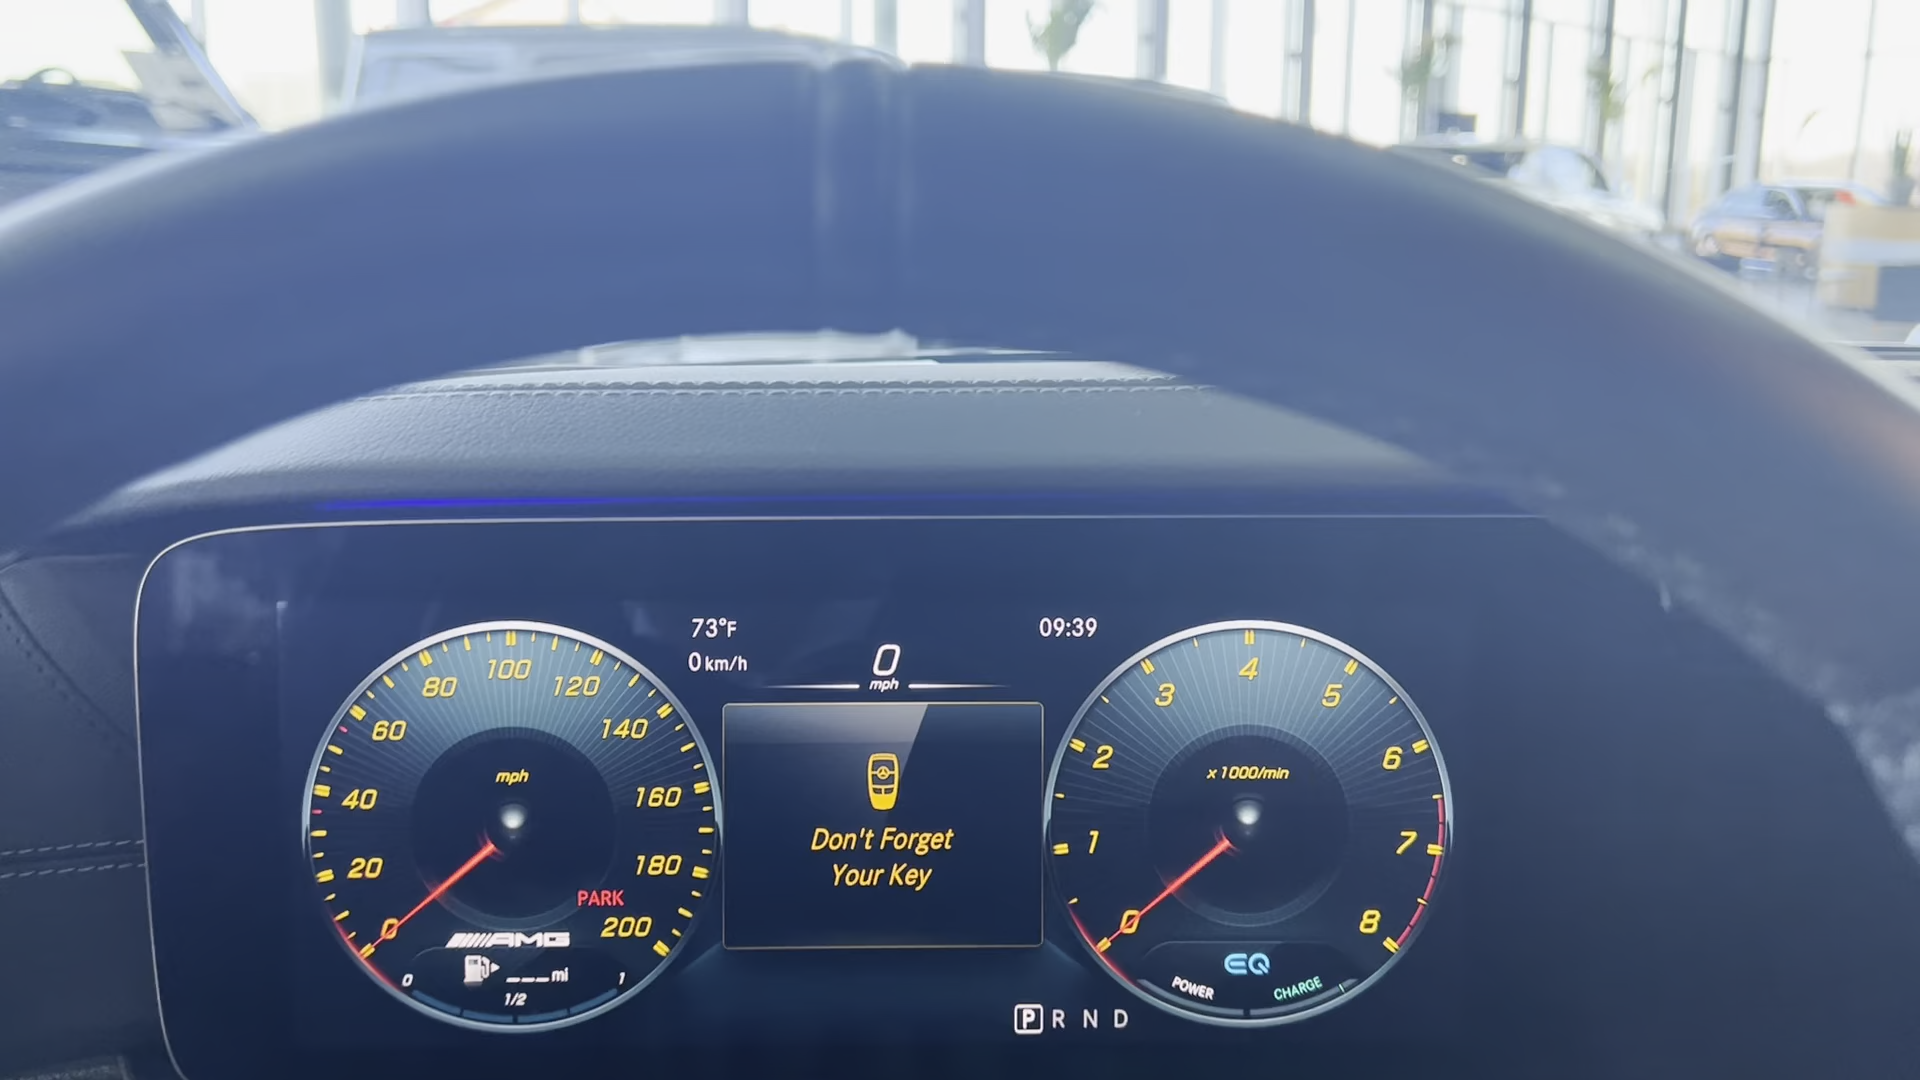 73°F
0 km/h
0
mph
09:39
0
20
40
60
80
100
120
140
160
180
200
mph
PARK
AMG
___mi
0
1/2
1
Don't Forget
Your Key
0
1
2
3
4
5
6
7
8
x 1000/min
EQ
POWER
CHARGE
P R N D